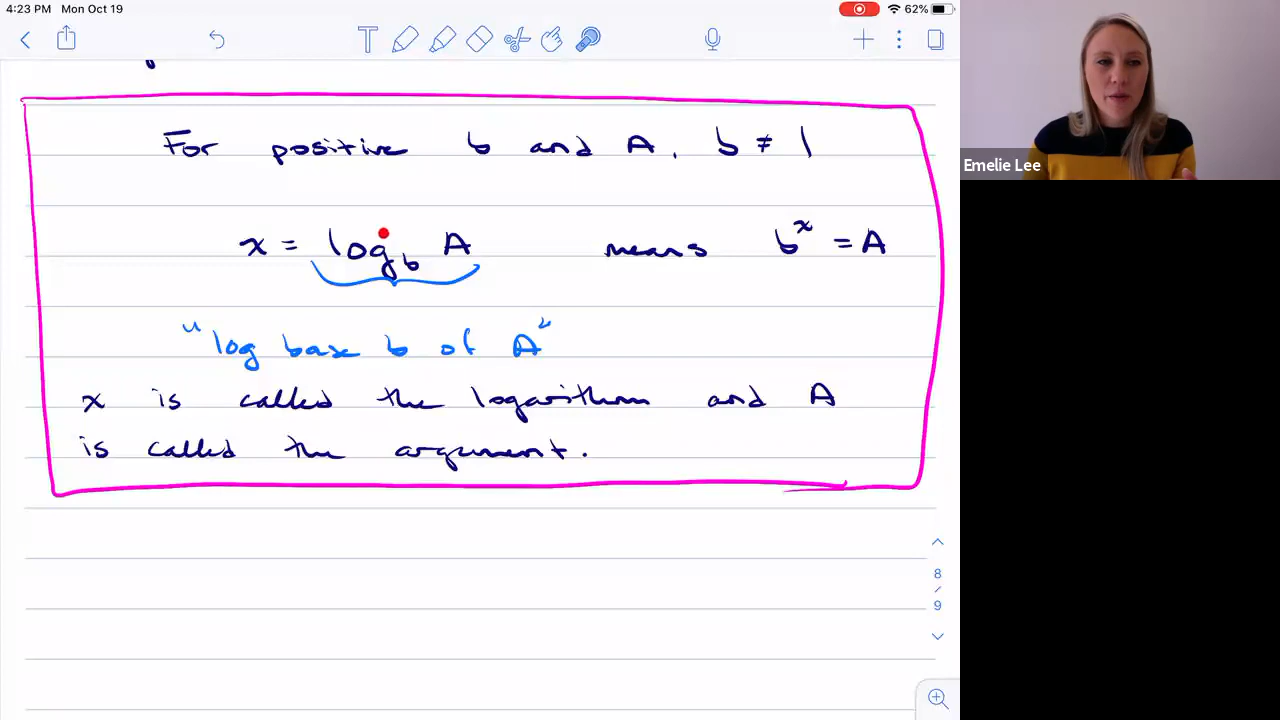 4:23 PM Mon Oct 19
62%
For positive b and A, b ≠ 1
x = log_b A means b^x = A
"log base b of A"
x is called the logarithm and A
is called the argument.
Emelie Lee
8
/
9